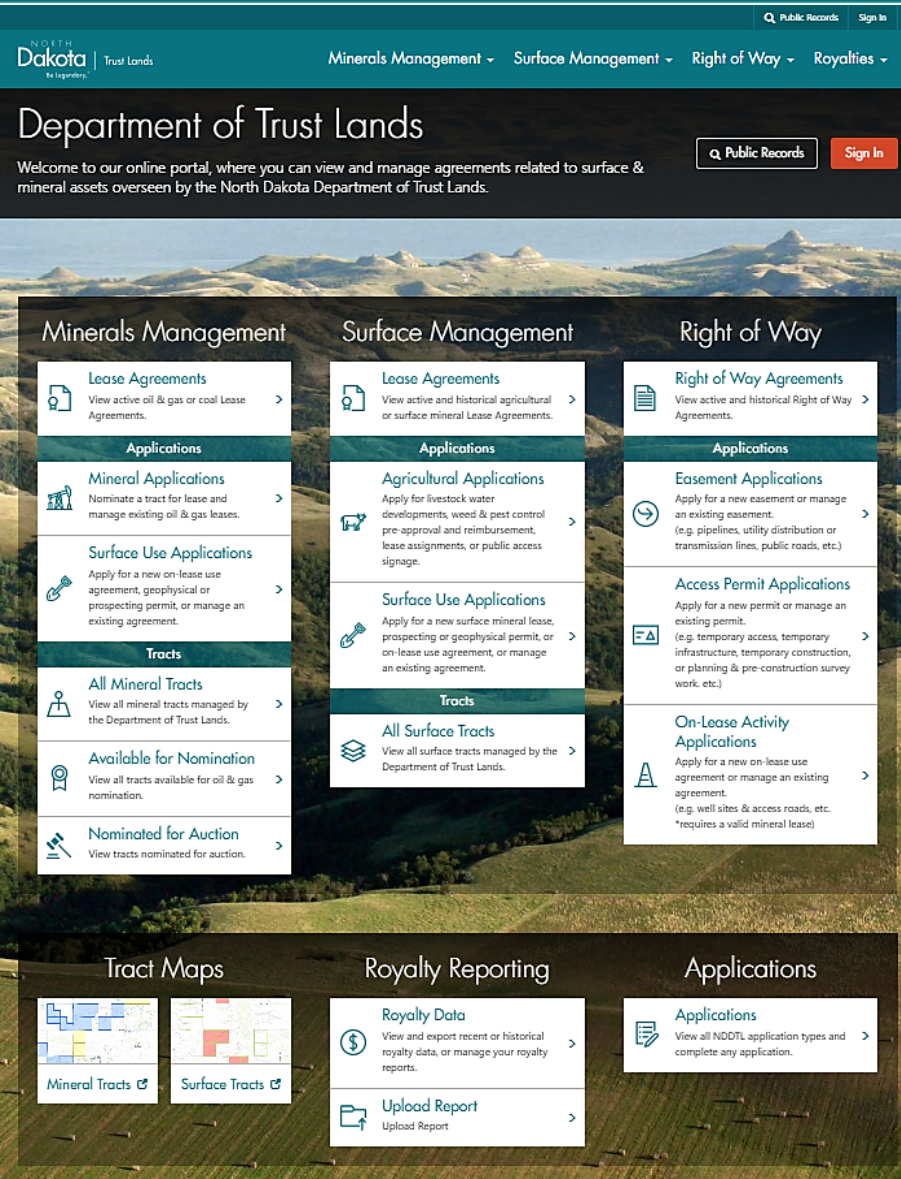 Public Records Sign In
NORTH
Dakota | Trust Lands
Be Legendary.™
Minerals Management Surface Management Right of Way Royalties
Department of Trust Lands
Welcome to our online portal, where you can view and manage agreements related to surface &
mineral assets overseen by the North Dakota Department of Trust Lands.
Public Records Sign In
Minerals Management
Lease Agreements
View active oil & gas or coal Lease
Agreements.
Applications
Mineral Applications
Nominate a tract for lease and
manage existing oil & gas leases.
Surface Use Applications
Apply for a new on-lease use
agreement, geophysical or
prospecting permit, or manage an
existing agreement.
Tracts
All Mineral Tracts
View all mineral tracts managed by
the Department of Trust Lands.
Available for Nomination
View all tracts available for oil & gas
nomination.
Nominated for Auction
View tracts nominated for auction.
Surface Management
Lease Agreements
View active and historical agricultural
or surface mineral Lease Agreements.
Applications
Agricultural Applications
Apply for livestock water
developments, weed & pest control
pre-approval and reimbursement,
lease assignments, or public access
signage.
Surface Use Applications
Apply for a new surface mineral lease,
prospecting or geophysical permit, or
on-lease use agreement, or manage
an existing agreement.
Tracts
All Surface Tracts
View all surface tracts managed by the
Department of Trust Lands.
Right of Way
Right of Way Agreements
View active and historical Right of Way
Agreements.
Applications
Easement Applications
Apply for a new easement or manage
an existing easement.
(e.g. pipelines, utility distribution or
transmission lines, public roads, etc.)
Access Permit Applications
Apply for a new permit or manage an
existing permit.
(e.g. temporary access, temporary
infrastructure, temporary construction,
or planning & pre-construction survey
work. etc.)
On-Lease Activity
Applications
Apply for a new on-lease use
agreement or manage an existing
agreement.
(e.g. well sites & access roads, etc.
*requires a valid mineral lease)
Tract Maps
Mineral Tracts
Surface Tracts
Royalty Reporting
Royalty Data
View and export recent or historical
royalty data, or manage your royalty
reports.
Upload Report
Upload Report
Applications
Applications
View all NDDTL application types and
complete any application.